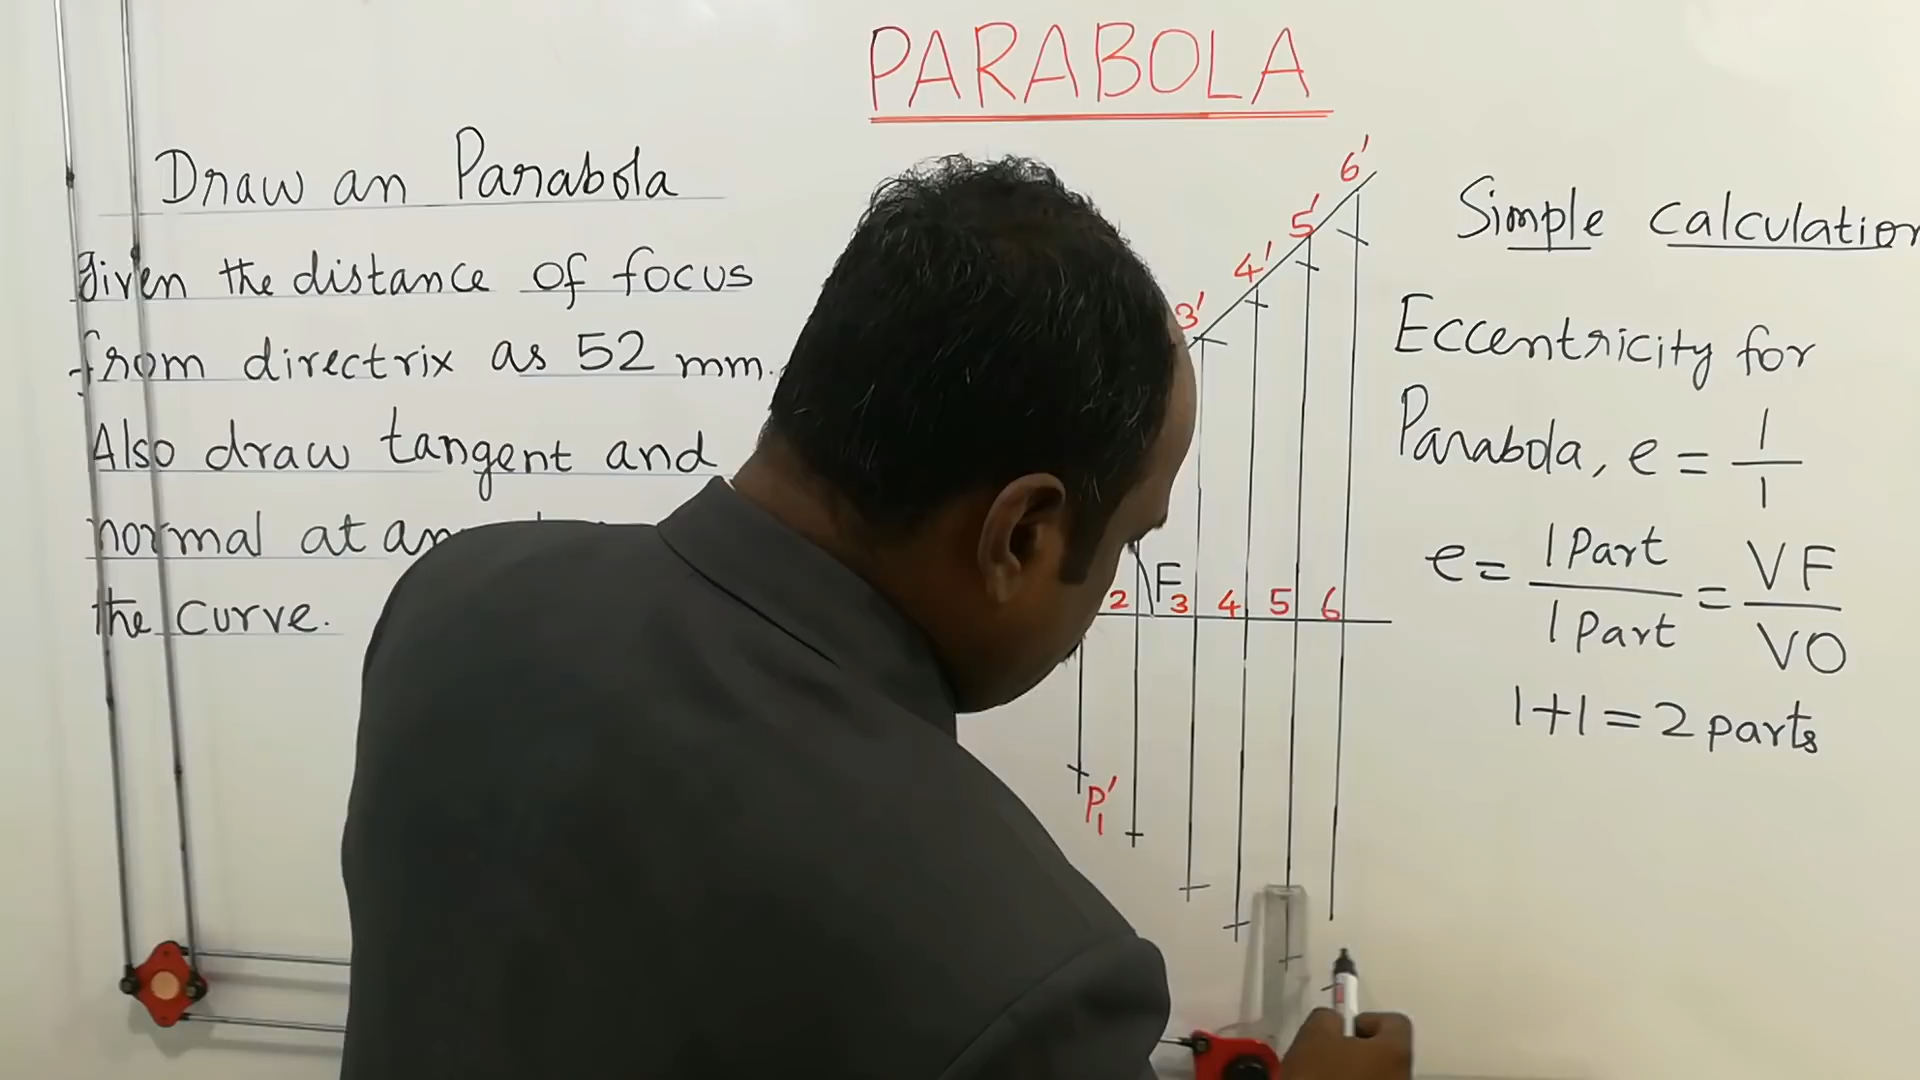 PARABOLA
Draw an Parabola
given the distance of focus
from directrix as 52 mm.
Also draw tangent and
normal at
the curve.
6'
5'
4'
3'
F
2 3 4 5 6
P1'
Simple calculation
Eccentricity for
Parabola, e = 1/1
e = 1 Part / 1 Part = VF / VO
1+1 = 2 parts